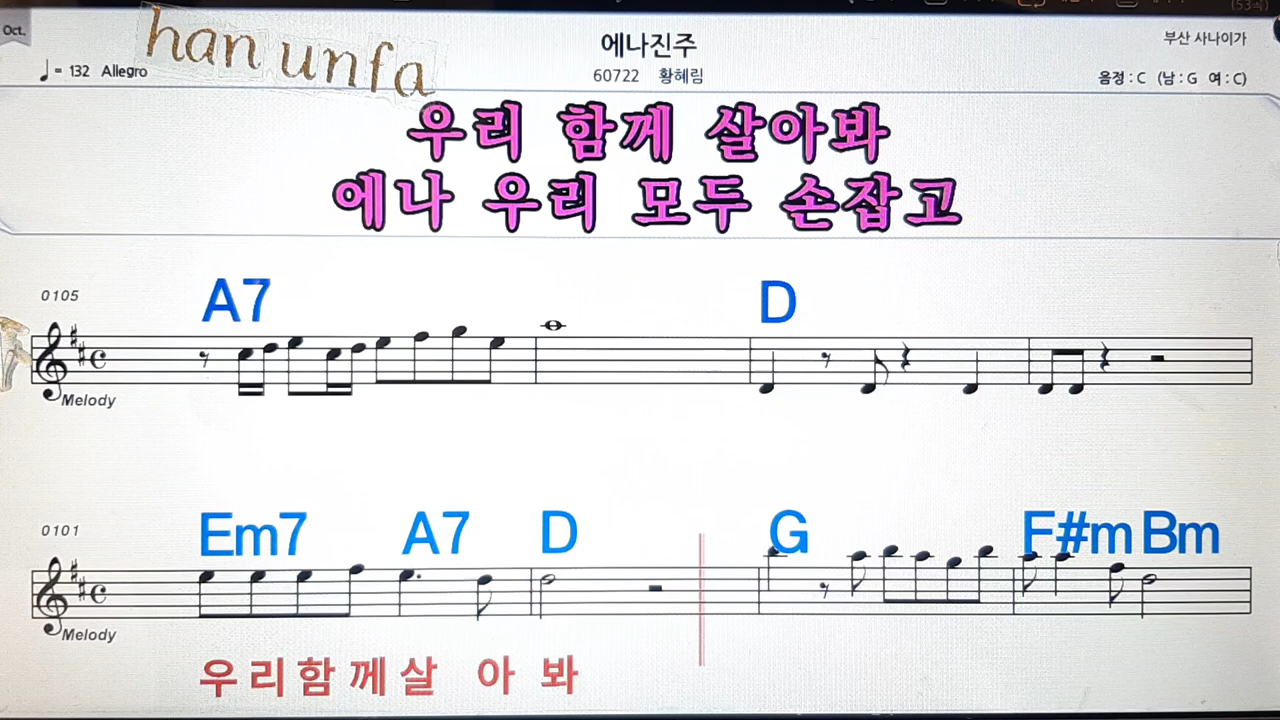 Oct.
han unfa
에나진주
부산 사나이가
♩= 132 Allegro
60722 황혜림
음정 : C (남 : G 여 : C)
우리 함께 살아봐
에나 우리 모두 손잡고
0105
A7 D
Melody
0101
Em7 A7 D G F#m Bm
Melody
우리함께살 아 봐